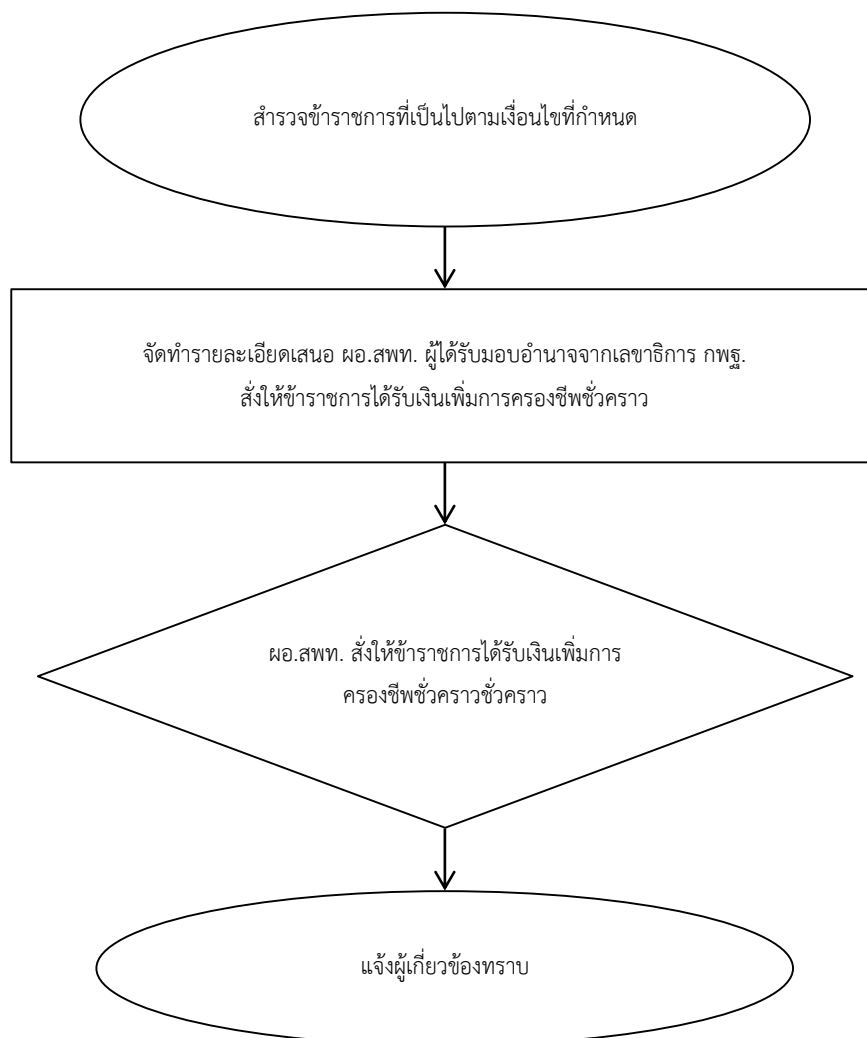 สำรวจข้าราชการที่เป็นไปตามเงื่อนไขที่กำหนด
จัดทำรายละเอียดเสนอ ผอ.สพท. ผู้ได้รับมอบอำนาจจากเลขาธิการ กพฐ.
สั่งให้ข้าราชการได้รับเงินเพิ่มการครองชีพชั่วคราว
ผอ.สพท. สั่งให้ข้าราชการได้รับเงินเพิ่มการ
ครองชีพชั่วคราวชั่วคราว
แจ้งผู้เกี่ยวข้องทราบ